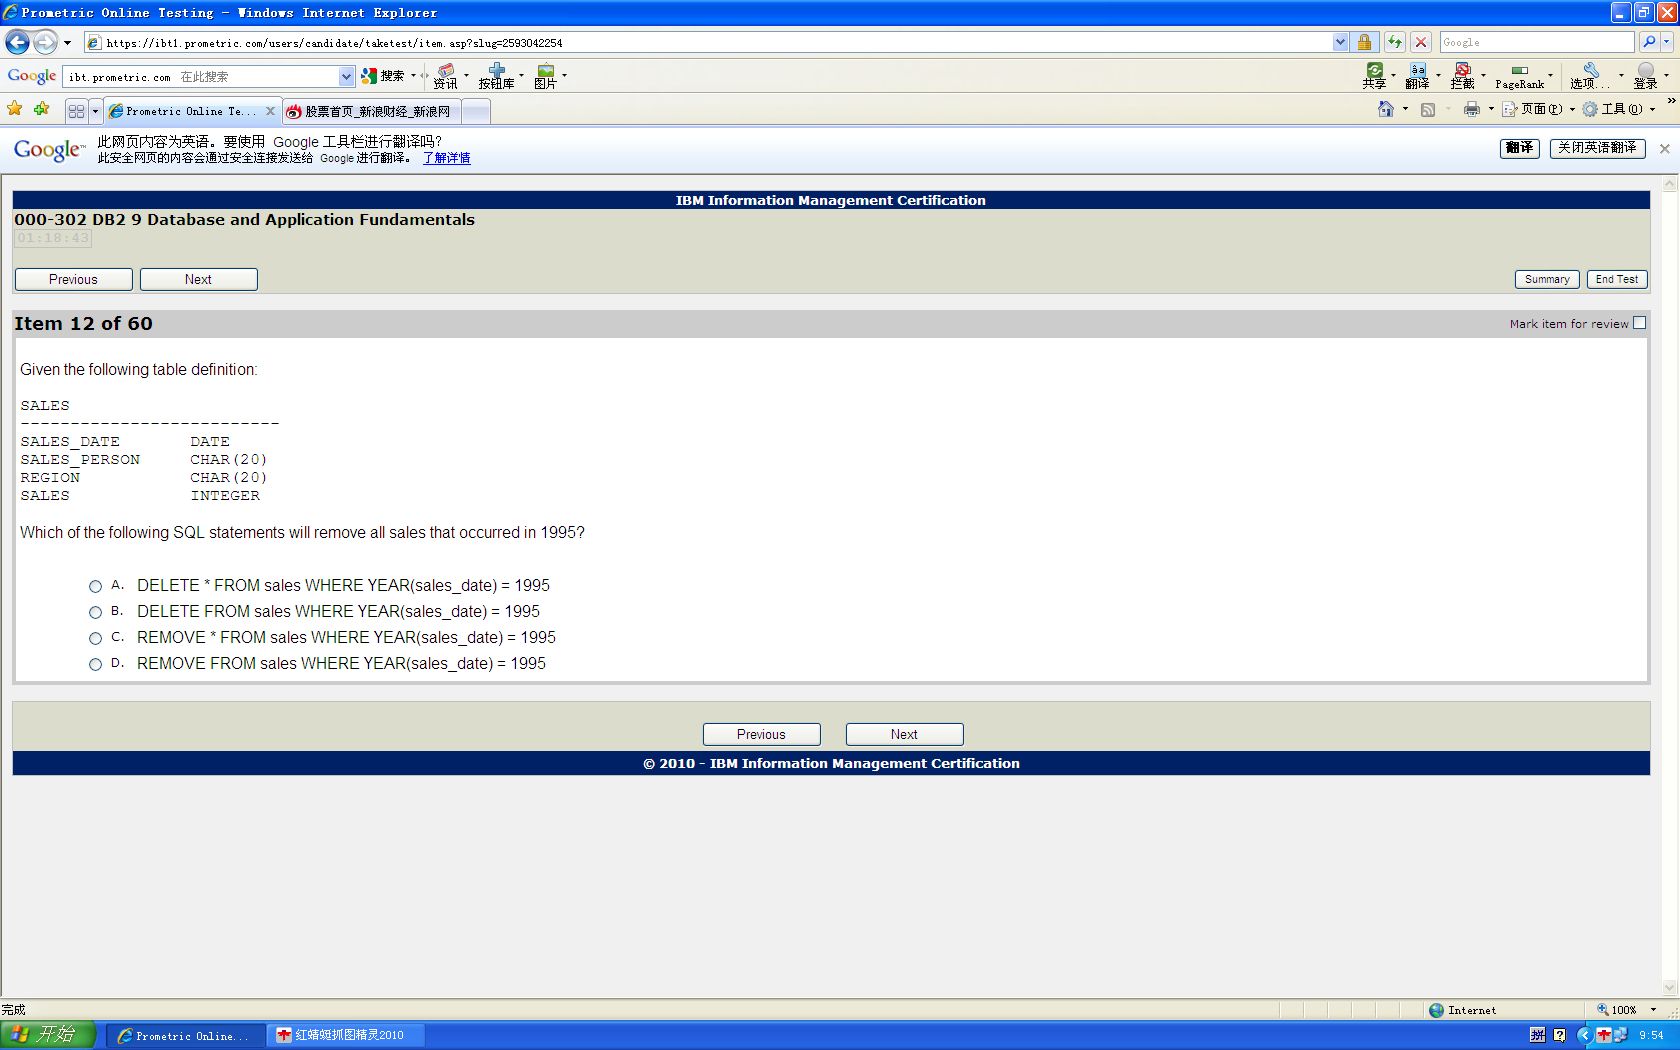 Prometric Online Testing - Windows Internet Explorer
https://ibt1.prometric.com/users/candidate/taketest/item.asp?slug=2593042254
Google
Google ibt.prometric.com 在此搜索 搜索 资讯 按钮库 图片 共享 翻译 拦截 PageRank 选项... 登录
Prometric Online Te... 股票首页_新浪财经_新浪网 页面(P) 工具(O) »
Google™ 此网页内容为英语。要使用 Google 工具栏进行翻译吗? 翻译 关闭英语翻译
此安全网页的内容会通过安全连接发送给 Google 进行翻译。 了解详情
IBM Information Management Certification
000-302 DB2 9 Database and Application Fundamentals
01:18:43
Previous Next Summary End Test
Item 12 of 60 Mark item for review
Given the following table definition:
SALES
--------------------------
SALES_DATE DATE
SALES_PERSON CHAR(20)
REGION CHAR(20)
SALES INTEGER
Which of the following SQL statements will remove all sales that occurred in 1995?
A. DELETE * FROM sales WHERE YEAR(sales_date) = 1995
B. DELETE FROM sales WHERE YEAR(sales_date) = 1995
C. REMOVE * FROM sales WHERE YEAR(sales_date) = 1995
D. REMOVE FROM sales WHERE YEAR(sales_date) = 1995
Previous Next
© 2010 - IBM Information Management Certification
完成 Internet 100%
开始 Prometric Online... 红蜻蜓抓图精灵2010 拼 ? 9:54